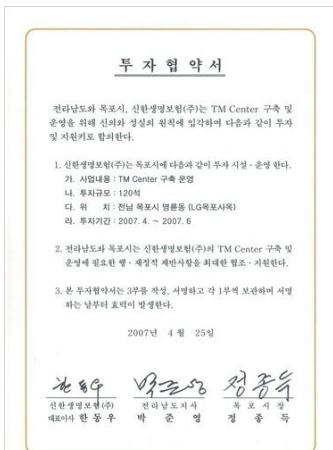 투 자 협 약 서
전라남도와 목포시, 신한생명보험(주)는 TM Center 구축 및
운영을 위해 신의와 성실의 원칙에 입각하여 다음과 같이 투자
및 지원키로 합의한다.
1. 신한생명보험(주)는 목포시에 다음과 같이 투자 시설 · 운영 한다.
가. 사업내용 : TM Center 구축 운영
나. 투자규모 : 120석
다. 위 치 : 전남 목포시 명륜동 (LG목포사옥)
라. 투자기간 : 2007. 4. ~ 2007. 6
2. 전라남도와 목포시는 신한생명보험(주)의 TM Center 구축 및
운영에 필요한 행 · 재정적 제반사항을 최대한 협조 · 지원한다.
3. 본 투자협약서는 3부를 작성, 서명하고 각 1부씩 보관하며 서명
하는 날부터 효력이 발생한다.
2007년 4 월 25일
한동우 박준영 정종득
신한생명보험(주) 전라남도지사 목 포 시 장
대표이사 한 동 우 박 준 영 정 종 득